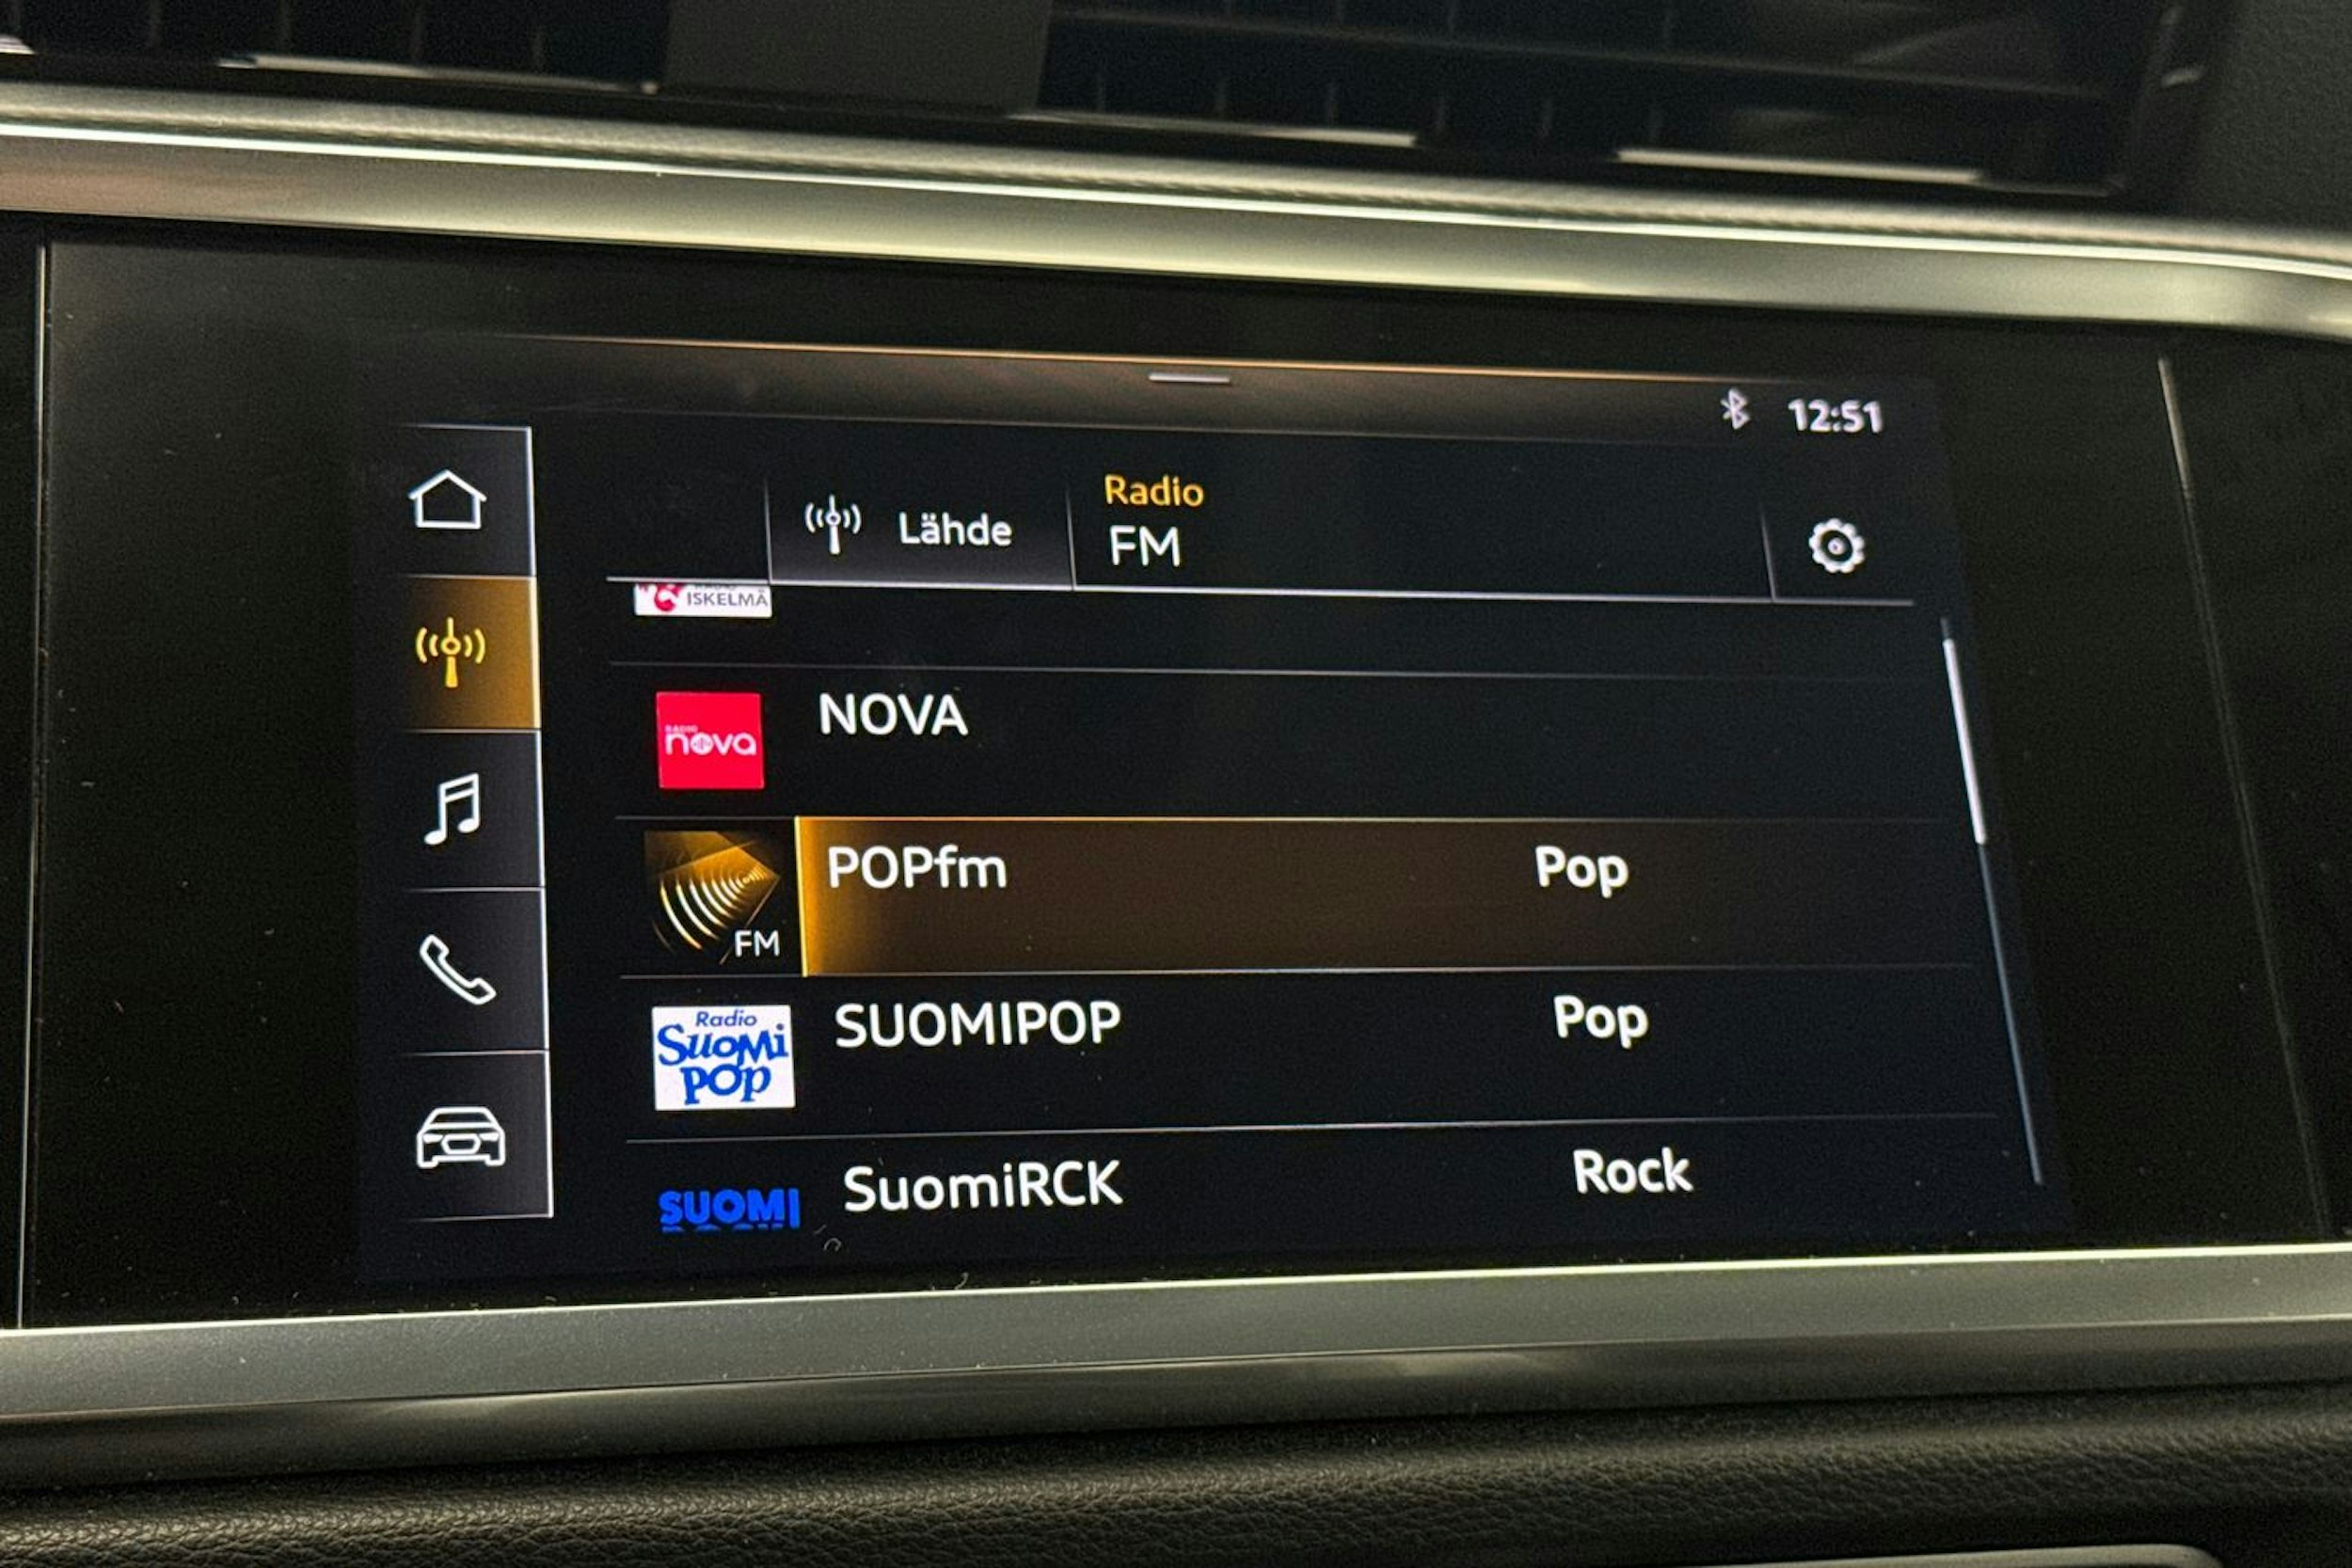 12:51
Lähde
Radio
FM
ISKELMÄ
RADIO
nova
NOVA
FM
POPfm
Pop
Radio
SUOMi
POp
SUOMIPOP
Pop
SUOMI
SuomiRCK
Rock